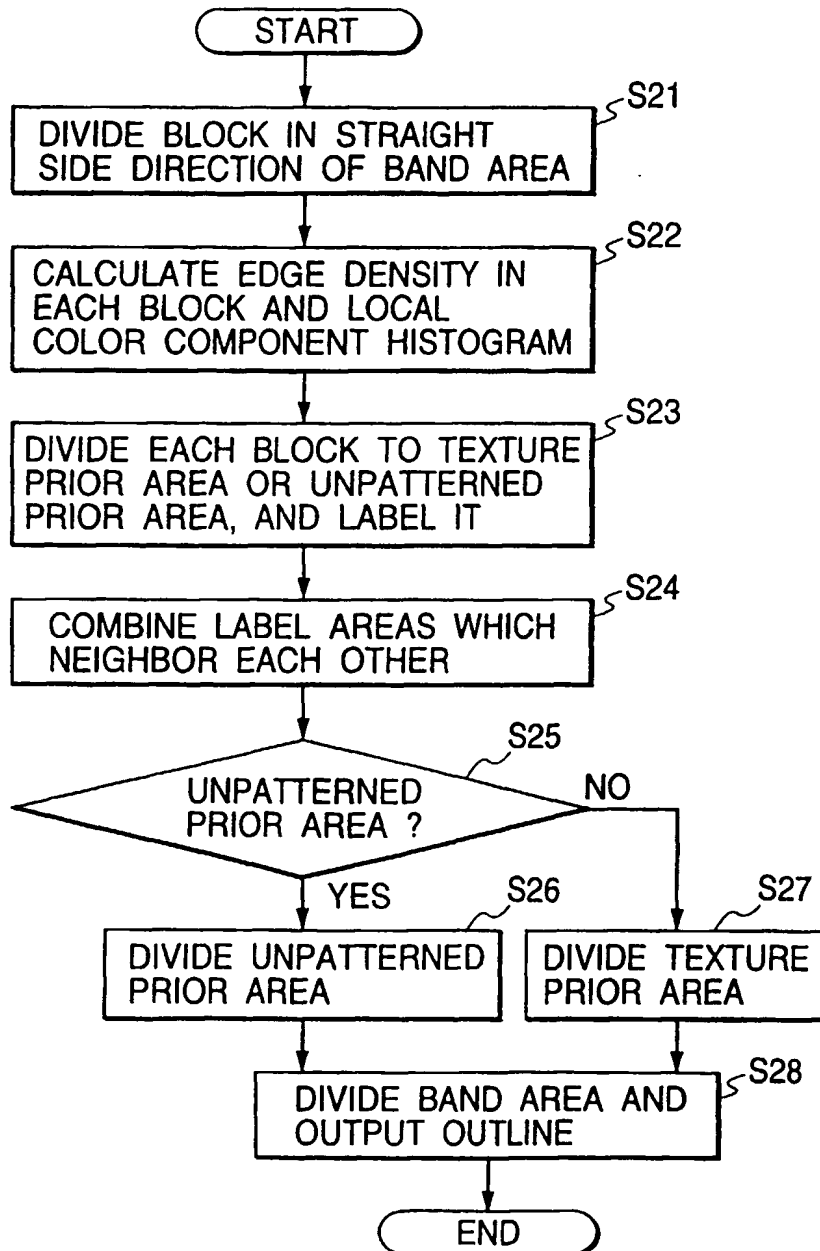 START
S21
DIVIDE BLOCK IN STRAIGHT
SIDE DIRECTION OF BAND AREA
S22
CALCULATE EDGE DENSITY IN
EACH BLOCK AND LOCAL
COLOR COMPONENT HISTOGRAM
S23
DIVIDE EACH BLOCK TO TEXTURE
PRIOR AREA OR UNPATTERNED
PRIOR AREA, AND LABEL IT
S24
COMBINE LABEL AREAS WHICH
NEIGHBOR EACH OTHER
S25
UNPATTERNED
PRIOR AREA ?
NO
YES
S26
DIVIDE UNPATTERNED
PRIOR AREA
S27
DIVIDE TEXTURE
PRIOR AREA
S28
DIVIDE BAND AREA AND
OUTPUT OUTLINE
END